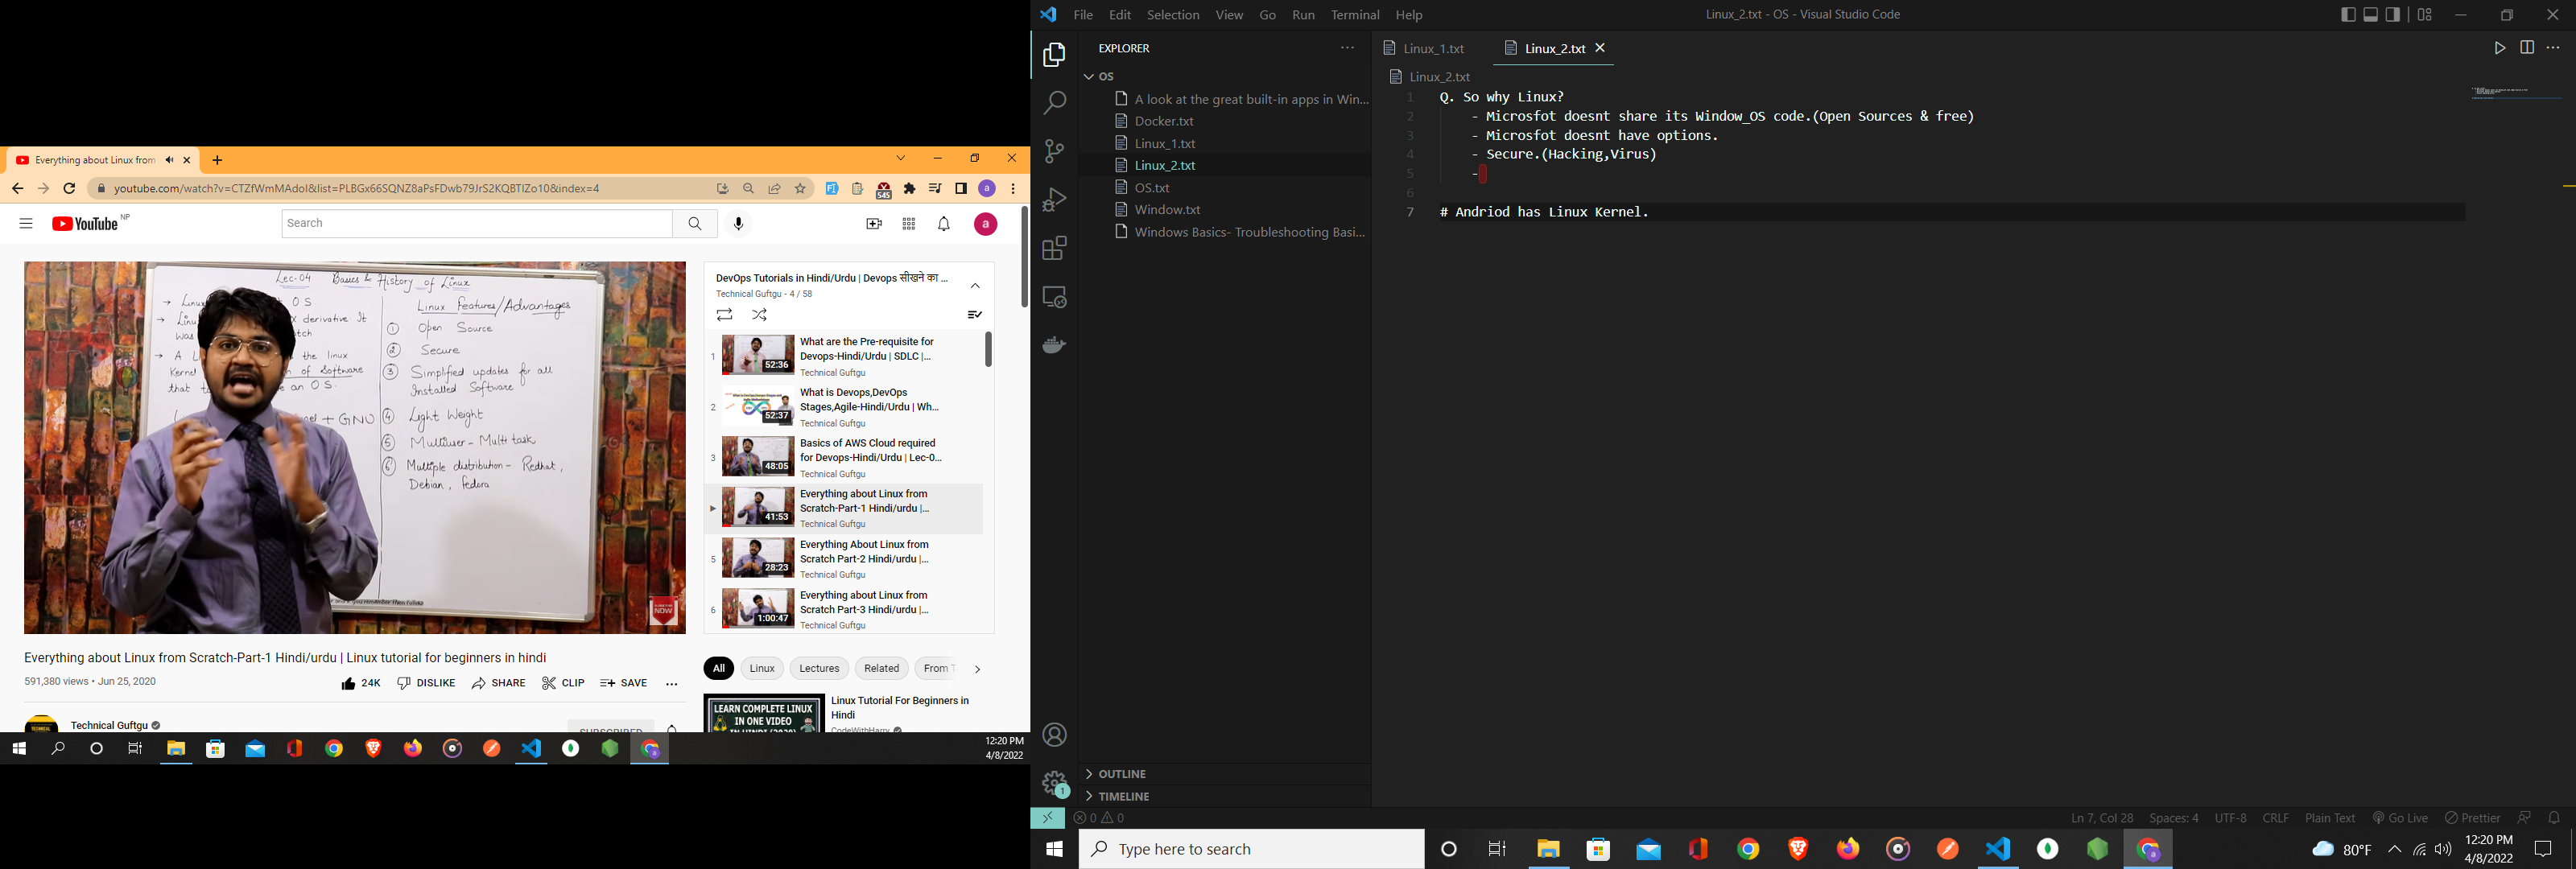 Everything about Linux from
youtube.com/watch?v=CTZfWmMAdoI&list=PLBGx66SQNZ8aPsFDwb79JrS2KQBTIZo10&index=4
545
a
YouTube NP
Search
a
Lec-04 Basics & History of Linux
OS
derivative It
was
A the linux
Kernel of Software
that an OS.
+ GNU
Linux Features/Advantages
1 Open Source
2 Secure
3 Simplified updates for all
Installed Software
4 Light Weight
5 Multiuser - Multi task
6 Multiple distribution - Redhat,
Debian, fedora
NOW
Everything about Linux from Scratch-Part-1 Hindi/urdu | Linux tutorial for beginners in hindi
591,380 views • Jun 25, 2020
24K DISLIKE SHARE CLIP SAVE ...
Technical Guftgu
SUBSCRIBED
DevOps Tutorials in Hindi/Urdu | Devops सीखने का ...
Technical Guftgu - 4 / 58
1
52:36
What are the Pre-requisite for
Devops-Hindi/Urdu | SDLC |...
Technical Guftgu
2
52:37
What is Devops,DevOps
Stages,Agile-Hindi/Urdu | Wh...
Technical Guftgu
3
48:05
Basics of AWS Cloud required
for Devops-Hindi/Urdu | Lec-0...
Technical Guftgu
41:53
Everything about Linux from
Scratch-Part-1 Hindi/urdu |...
Technical Guftgu
5
28:23
Everything About Linux from
Scratch Part-2 Hindi/urdu |...
Technical Guftgu
6
1:00:47
Everything about Linux from
Scratch Part-3 Hindi/urdu |...
Technical Guftgu
All Linux Lectures Related From T
LEARN COMPLETE LINUX
IN ONE VIDEO
IN HINDI (2020)
Linux Tutorial For Beginners in
Hindi
CodeWithHarry
12:20 PM
4/8/2022
File Edit Selection View Go Run Terminal Help
Linux_2.txt - OS - Visual Studio Code
EXPLORER
OS
A look at the great built-in apps in Win...
Docker.txt
Linux_1.txt
Linux_2.txt
OS.txt
Window.txt
Windows Basics- Troubleshooting Basi...
OUTLINE
TIMELINE
1
Linux_1.txt Linux_2.txt
Linux_2.txt
1 Q. So why Linux?
2 - Microsfot doesnt share its Window_OS code.(Open Sources & free)
3 - Microsfot doesnt have options.
4 - Secure.(Hacking,Virus)
5 -
6
7 # Andriod has Linux Kernel.
0 0
Ln 7, Col 28 Spaces: 4 UTF-8 CRLF Plain Text Go Live Prettier
Type here to search
80°F
12:20 PM
4/8/2022